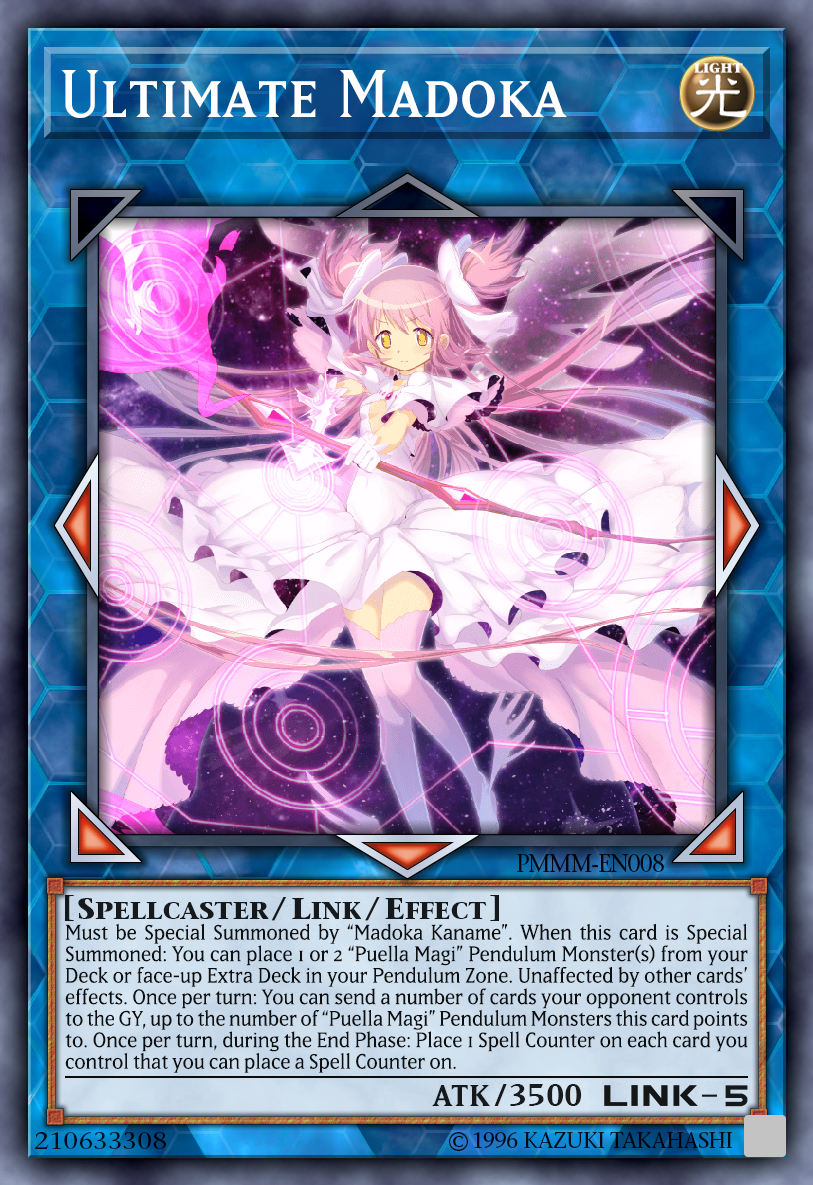 Ultimate Madoka
LIGHT
光
PMMM-EN008
[Spellcaster/Link/Effect]
Must be Special Summoned by “Madoka Kaname”. When this card is Special
Summoned: You can place 1 or 2 “Puella Magi” Pendulum Monster(s) from your
Deck or face-up Extra Deck in your Pendulum Zone. Unaffected by other cards’
effects. Once per turn: You can send a number of cards your opponent controls
to the GY, up to the number of “Puella Magi” Pendulum Monsters this card points
to. Once per turn, during the End Phase: Place 1 Spell Counter on each card you
control that you can place a Spell Counter on.
ATK/3500 LINK-5
210633308 © 1996 KAZUKI TAKAHASHI